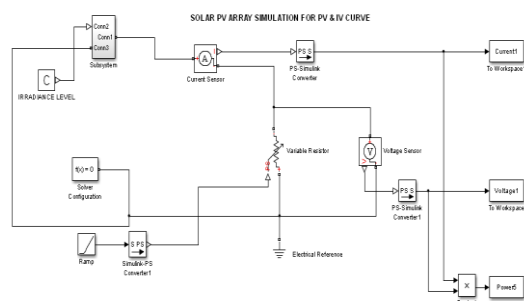 SOLAR PV ARRAY SIMULATION FOR PV & IV CURVE
Conn2
Conn1
Conn3
Subsystem
C
IRRADIANCE LEVEL
A
I
Current Sensor
PS S
PS-Simulink
Converter
Current1
To Workspace1
Variable Resistor
V
Voltage Sensor
PS S
PS-Simulink
Converter1
Voltage1
To Workspace
f(x) = 0
Solver
Configuration
Ramp
S PS
Simulink-PS
Converter1
Electrical Reference
×
Power5